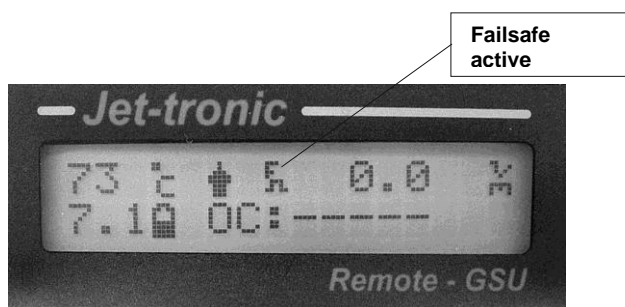 Failsafe
active
Jet-tronic
73 °C 0.0
7.1 OC:-----
Remote - GSU